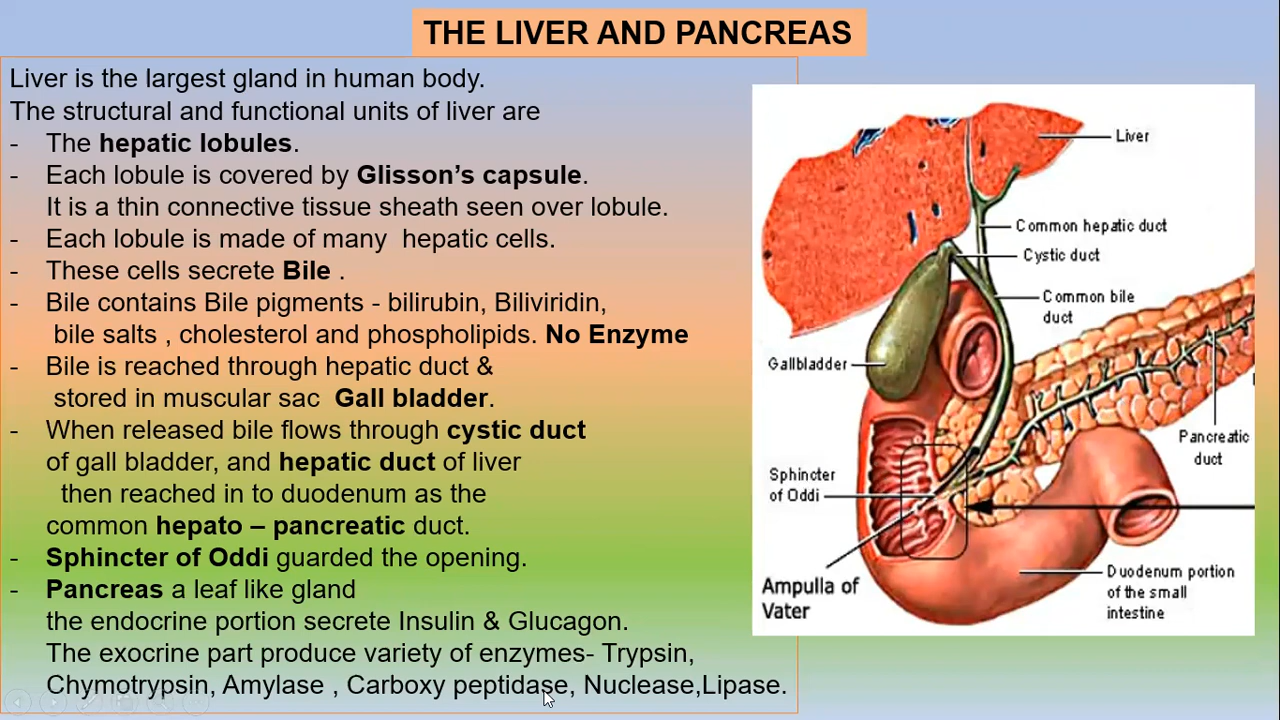 THE LIVER AND PANCREAS
Liver is the largest gland in human body.
The structural and functional units of liver are
- The hepatic lobules.
- Each lobule is covered by Glisson’s capsule.
It is a thin connective tissue sheath seen over lobule.
- Each lobule is made of many hepatic cells.
- These cells secrete Bile .
- Bile contains Bile pigments - bilirubin, Biliviridin,
bile salts , cholesterol and phospholipids. No Enzyme
- Bile is reached through hepatic duct &
stored in muscular sac Gall bladder.
- When released bile flows through cystic duct
of gall bladder, and hepatic duct of liver
then reached in to duodenum as the
common hepato – pancreatic duct.
- Sphincter of Oddi guarded the opening.
- Pancreas a leaf like gland
the endocrine portion secrete Insulin & Glucagon.
The exocrine part produce variety of enzymes- Trypsin,
Chymotrypsin, Amylase , Carboxy peptidase, Nuclease,Lipase.
Liver
Common hepatic duct
Cystic duct
Common bile
duct
Gallbladder
Pancreatic
duct
Sphincter
of Oddi
Ampulla of
Vater
Duodenum portion
of the small
intestine